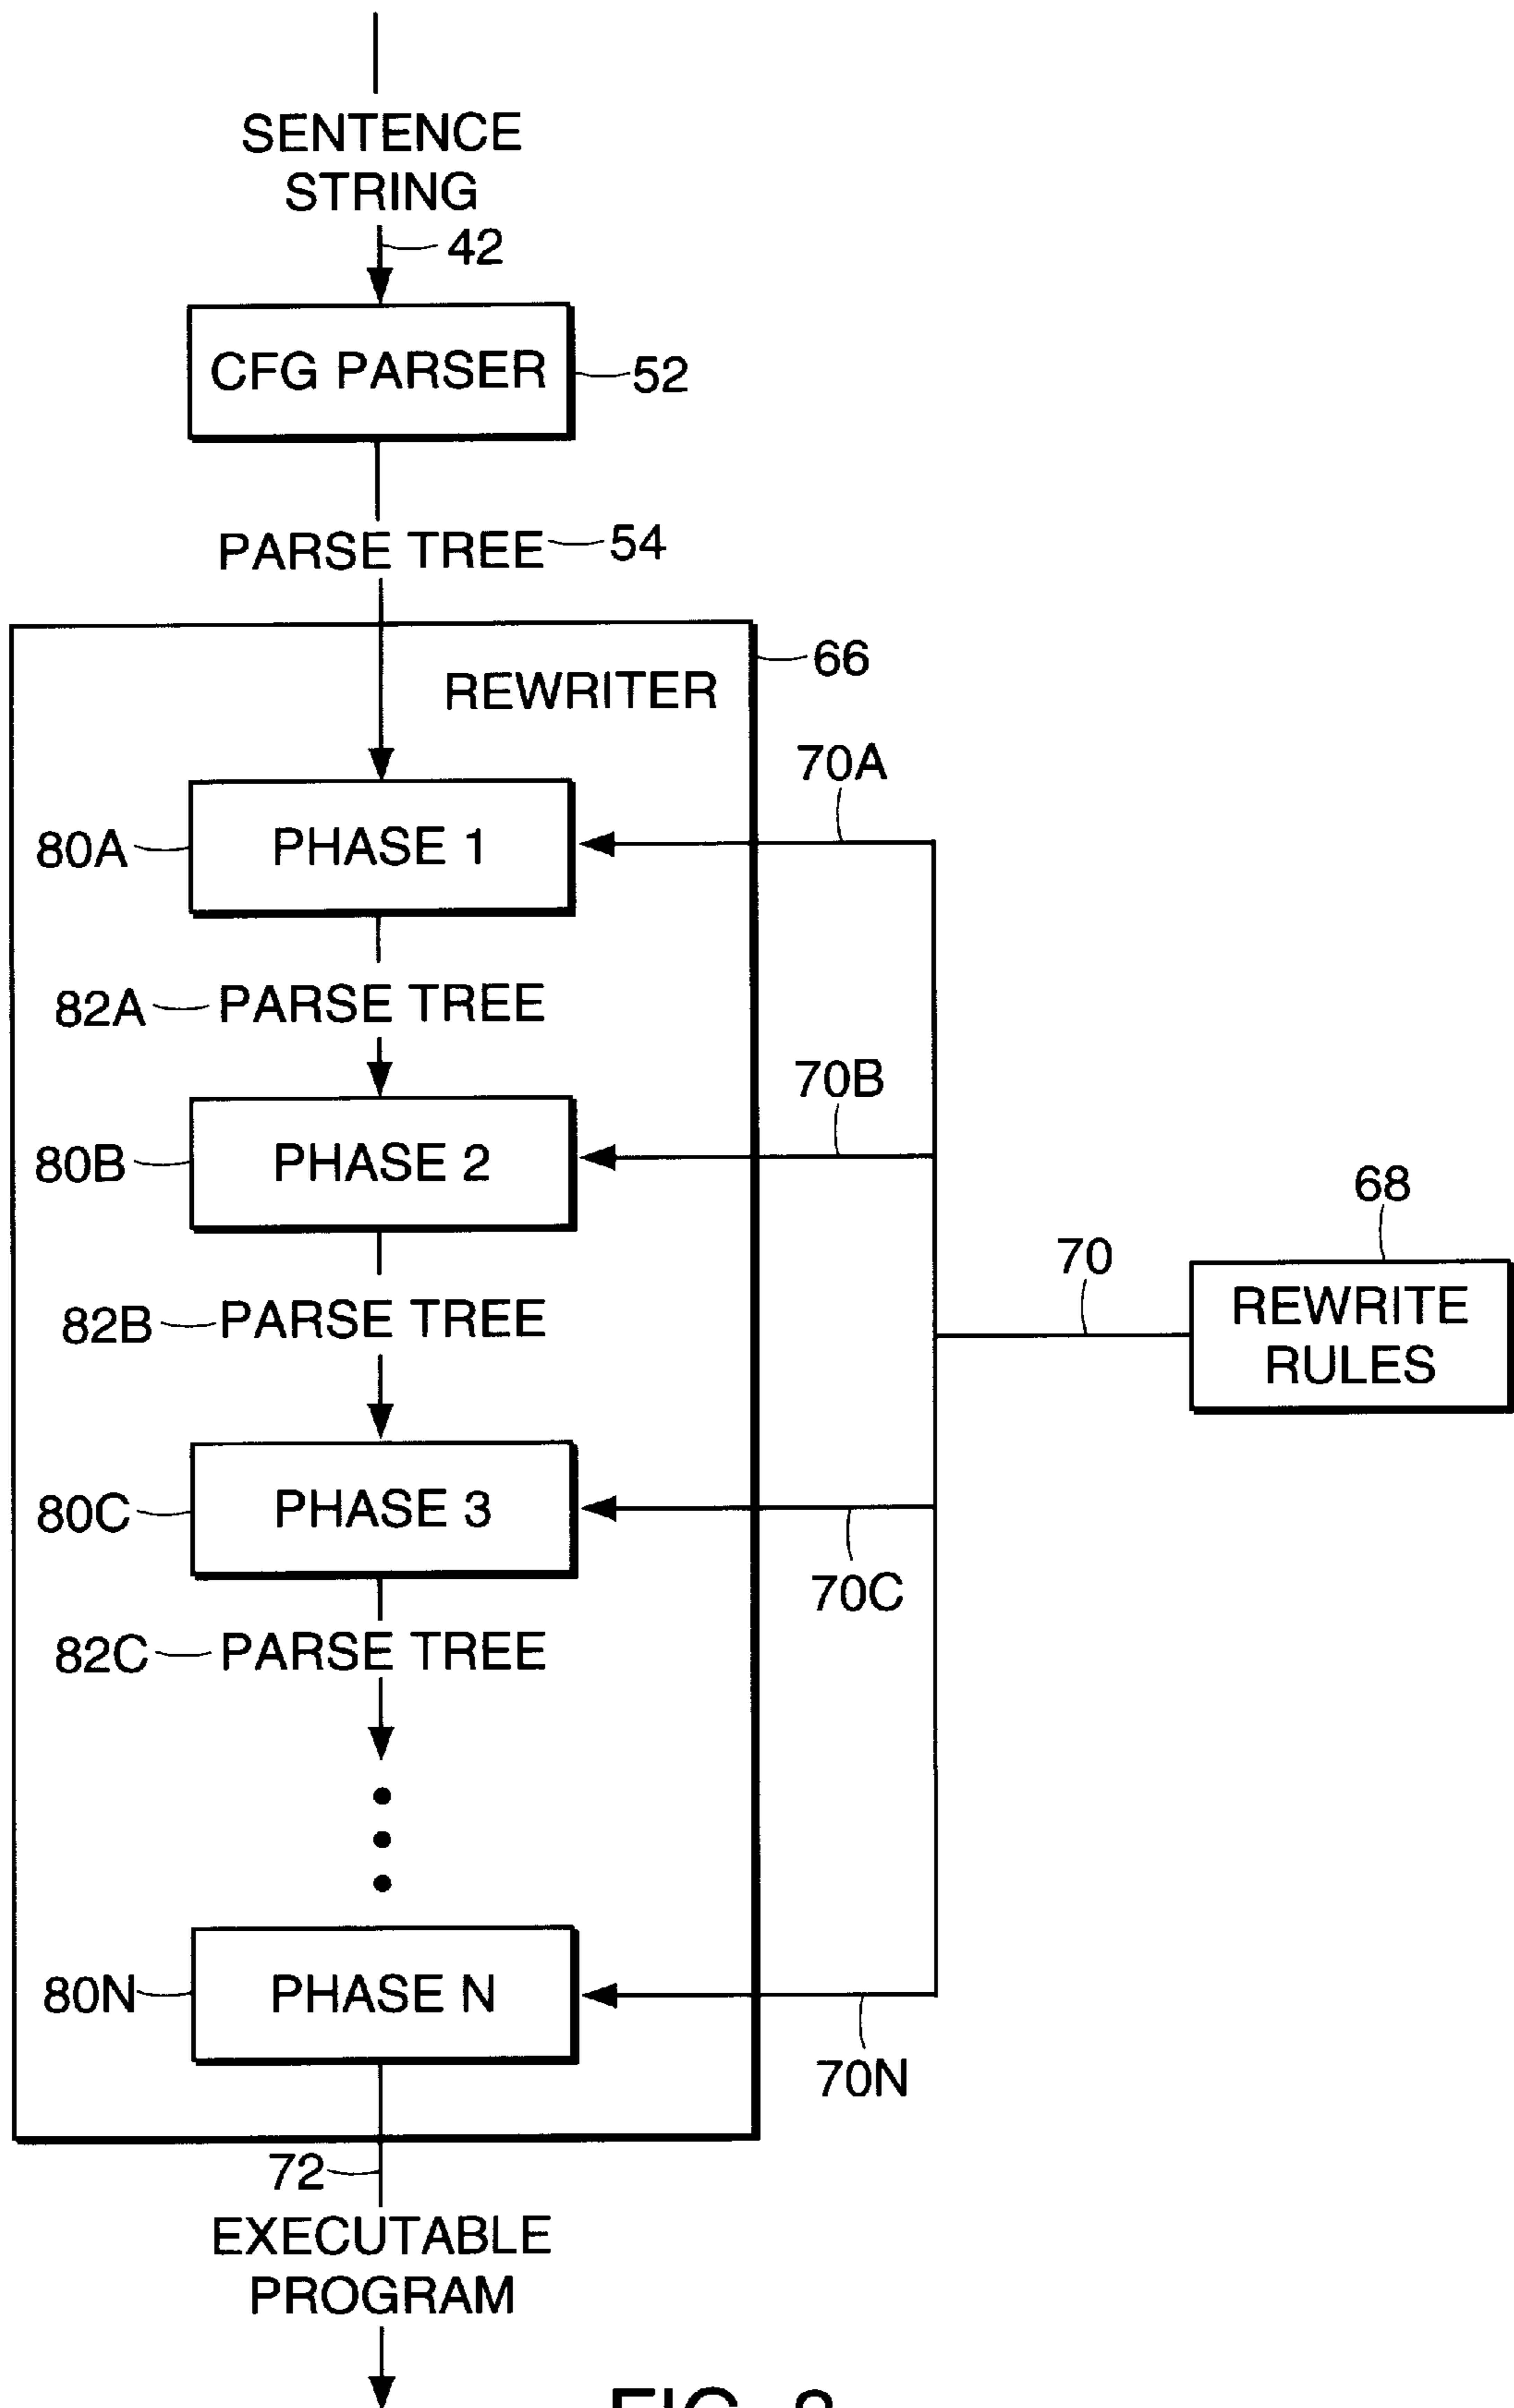 SENTENCE
STRING
42
CFG PARSER
52
PARSE TREE
54
REWRITER
66
70A
80A
PHASE 1
82A
PARSE TREE
70B
80B
PHASE 2
68
70
REWRITE
RULES
82B
PARSE TREE
80C
PHASE 3
70C
82C
PARSE TREE
80N
PHASE N
70N
72
EXECUTABLE
PROGRAM
FIG.